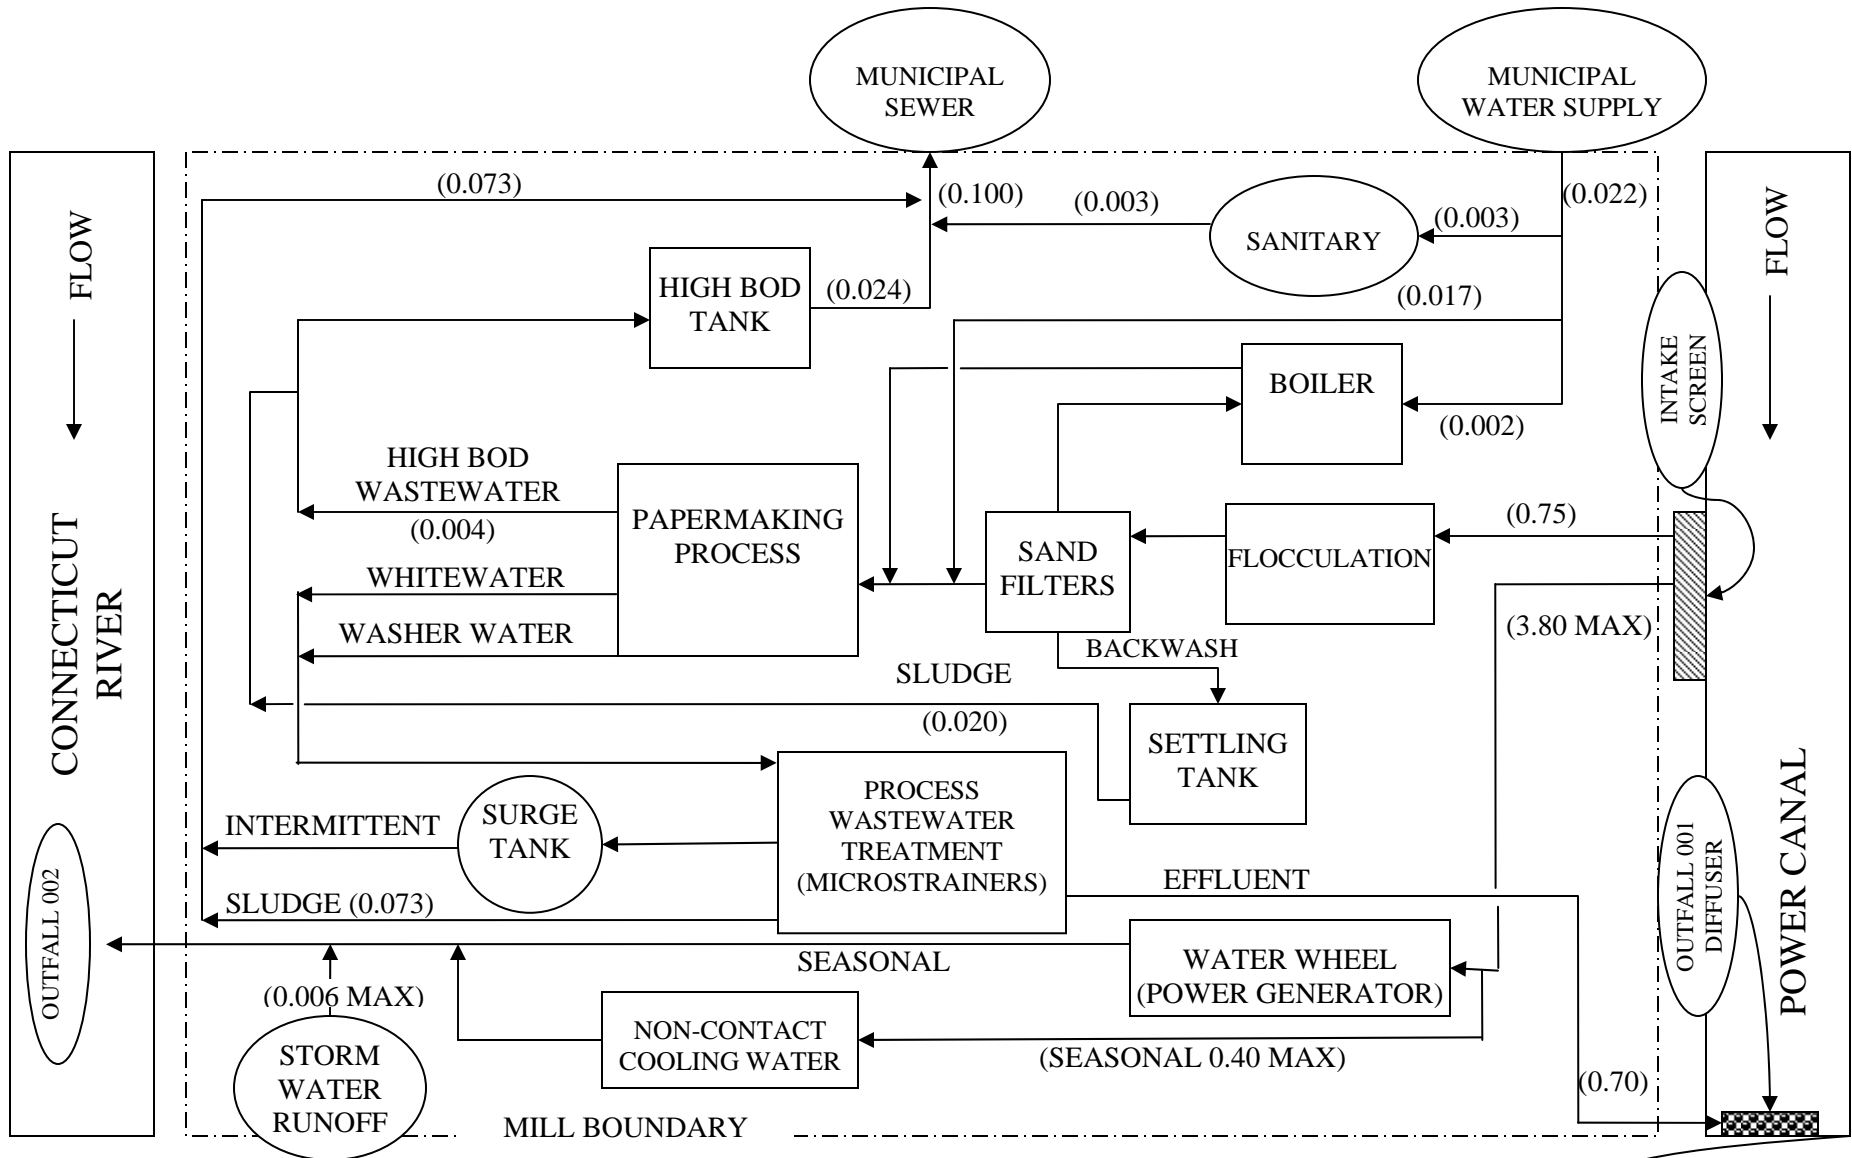 MUNICIPAL
SEWER
MUNICIPAL
WATER SUPPLY
(0.073)
(0.100)
(0.003)
(0.003)
(0.022)
FLOW
FLOW
SANITARY
HIGH BOD
TANK
(0.024)
(0.017)
BOILER
(0.002)
INTAKE
SCREEN
HIGH BOD
WASTEWATER
(0.004)
PAPERMAKING
PROCESS
WHITEWATER
WASHER WATER
SAND
FILTERS
FLOCCULATION
(0.75)
(3.80 MAX)
BACKWASH
SLUDGE
(0.020)
SETTLING
TANK
CONNECTICUT
RIVER
POWER CANAL
PROCESS
WASTEWATER
TREATMENT
(MICROSTRAINERS)
SURGE
TANK
INTERMITTENT
SLUDGE (0.073)
EFFLUENT
OUTFALL 001
DIFFUSER
OUTFALL 002
SEASONAL
WATER WHEEL
(POWER GENERATOR)
(0.006 MAX)
NON-CONTACT
COOLING WATER
(SEASONAL 0.40 MAX)
(0.70)
STORM
WATER
RUNOFF
MILL BOUNDARY